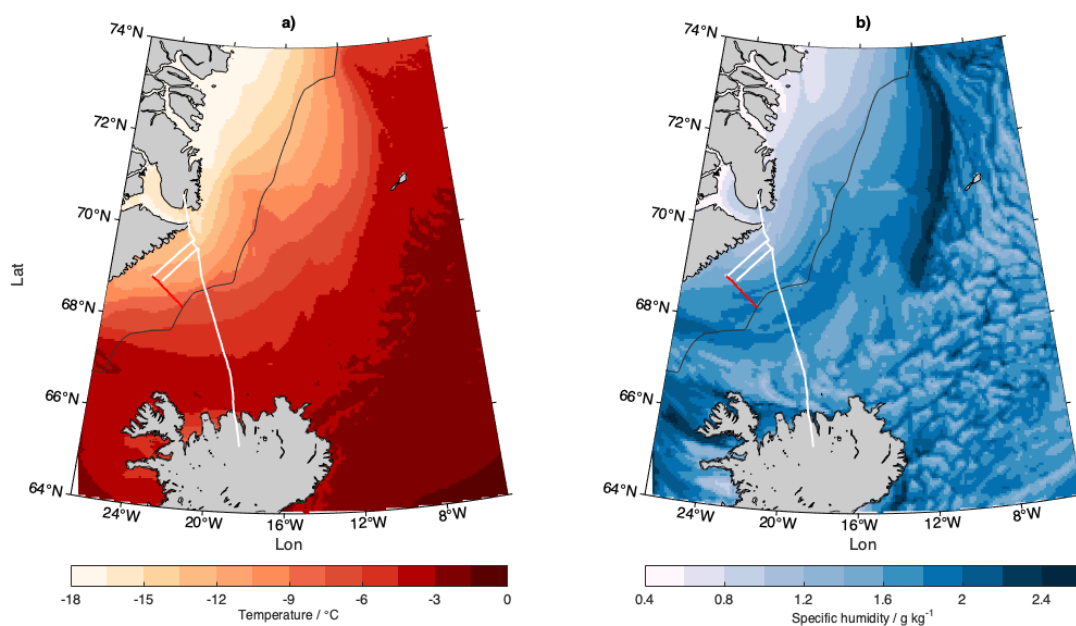 a)
b)
74°N
72°N
70°N
68°N
66°N
64°N
Lat
24°W
20°W
16°W
12°W
8°W
Lon
74°N
72°N
70°N
68°N
66°N
64°N
24°W
20°W
16°W
12°W
8°W
Lon
-18
-15
-12
-9
-6
-3
0
Temperature / °C
0.4
0.8
1.2
1.6
2
2.4
Specific humidity / g kg⁻¹